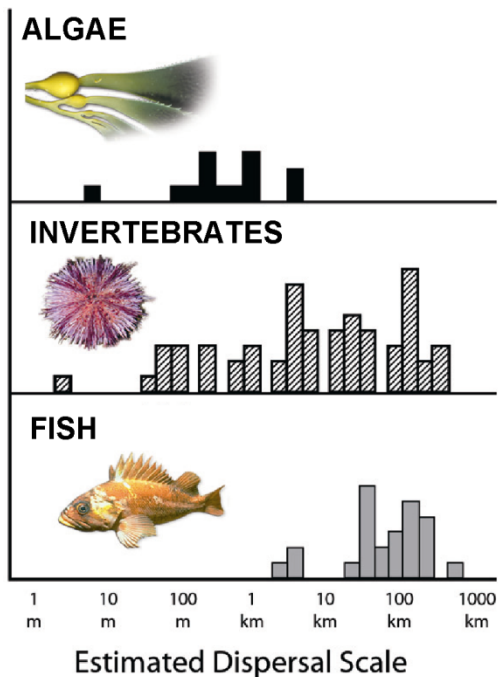 ALGAE
INVERTEBRATES
FISH
1 10 100 1 10 100 1000
m m m km km km km
Estimated Dispersal Scale